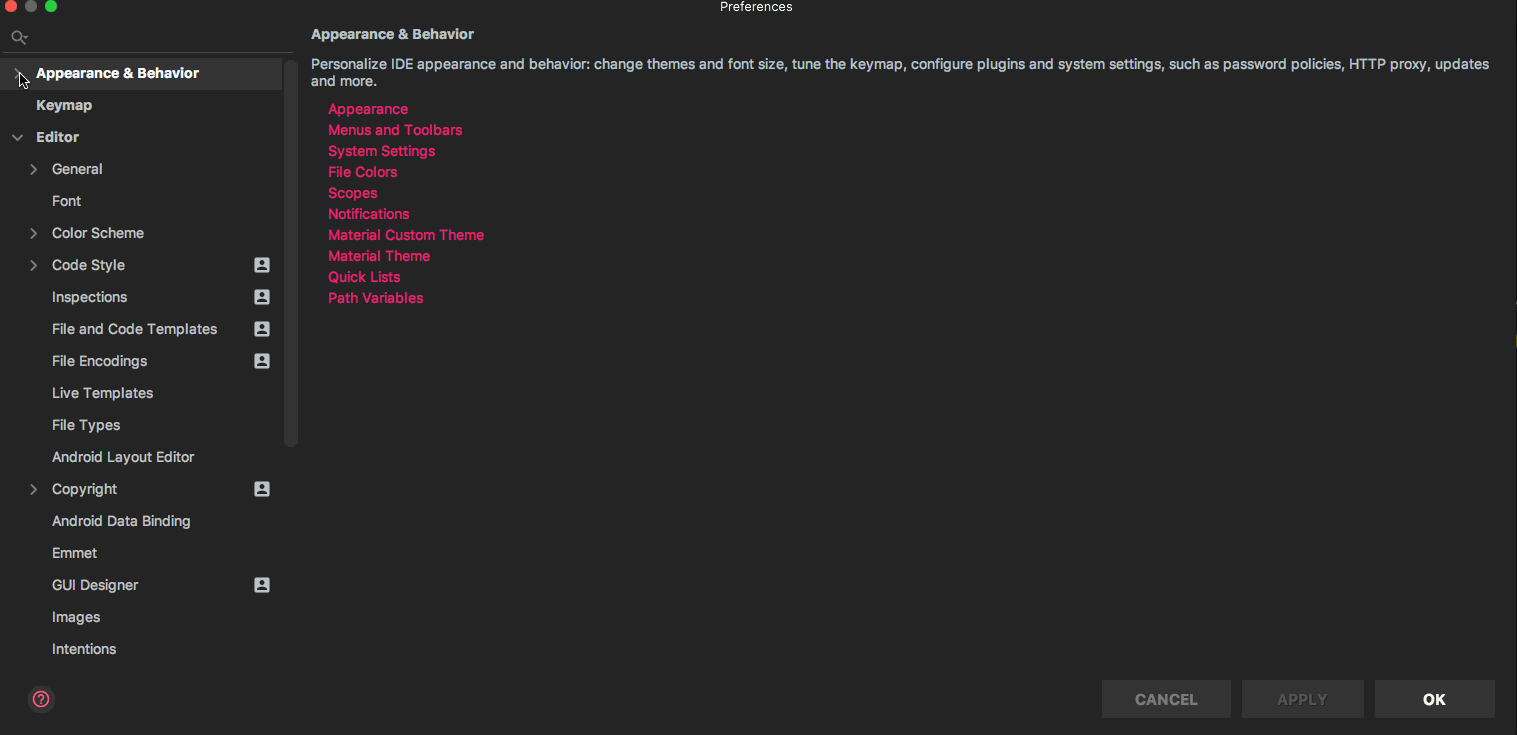 Preferences
Appearance & Behavior
Keymap
Editor
General
Font
Color Scheme
Code Style
Inspections
File and Code Templates
File Encodings
Live Templates
File Types
Android Layout Editor
Copyright
Android Data Binding
Emmet
GUI Designer
Images
Intentions
Appearance & Behavior
Personalize IDE appearance and behavior: change themes and font size, tune the keymap, configure plugins and system settings, such as password policies, HTTP proxy, updates
and more.
Appearance
Menus and Toolbars
System Settings
File Colors
Scopes
Notifications
Material Custom Theme
Material Theme
Quick Lists
Path Variables
?
CANCEL
APPLY
OK